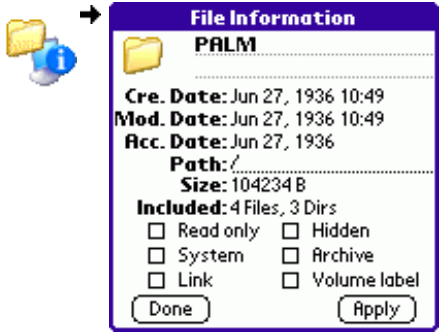 File Information
PALM
Cre. Date: Jun 27, 1936 10:49
Mod. Date: Jun 27, 1936 10:49
Acc. Date: Jun 27, 1936
Path: /
Size: 104234 B
Included: 4 Files, 3 Dirs
Read only Hidden
System Archive
Link Volume label
Done Apply